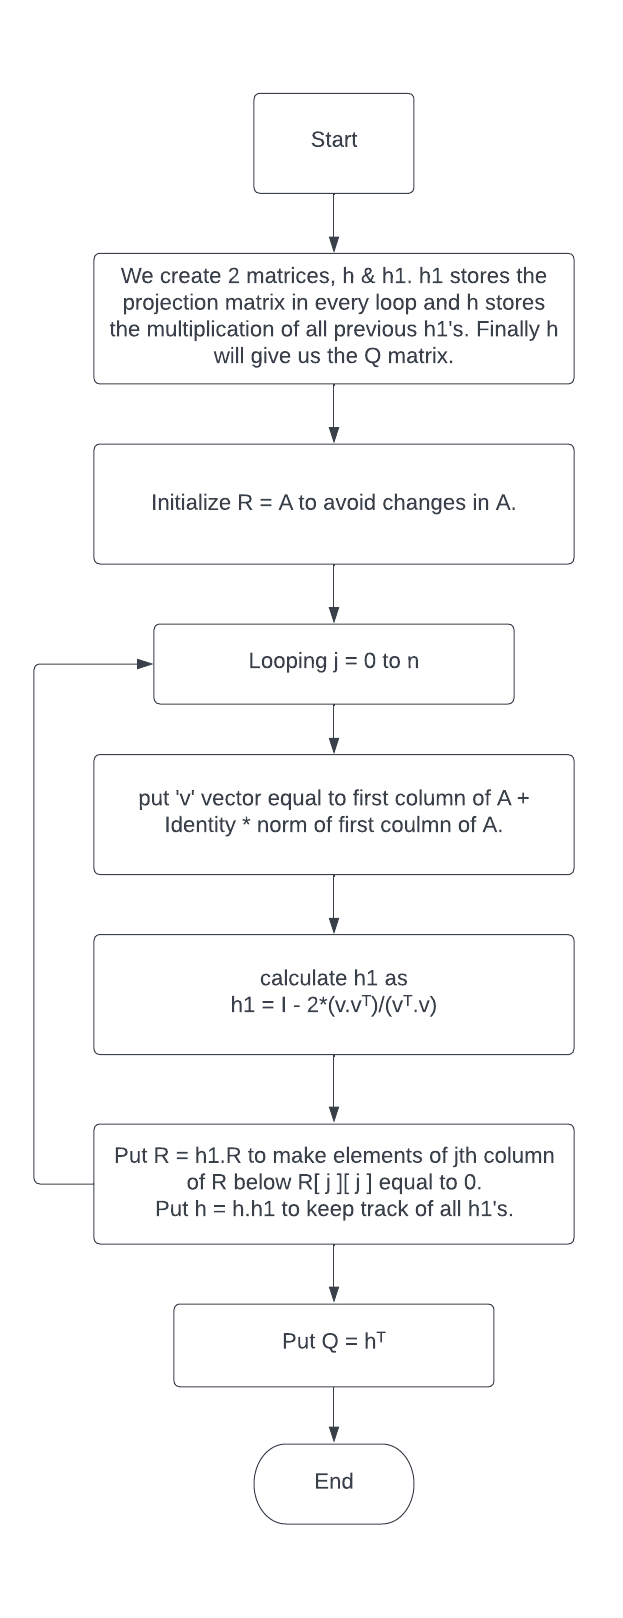 Start
We create 2 matrices, h & h1. h1 stores the
projection matrix in every loop and h stores
the multiplication of all previous h1's. Finally h
will give us the Q matrix.
Initialize R = A to avoid changes in A.
Looping j = 0 to n
put 'v' vector equal to first column of A +
Identity * norm of first coulmn of A.
calculate h1 as
h1 = I - 2*(v.vᵀ)/(vᵀ.v)
Put R = h1.R to make elements of jth column
of R below R[ j ][ j ] equal to 0.
Put h = h.h1 to keep track of all h1's.
Put Q = hᵀ
End